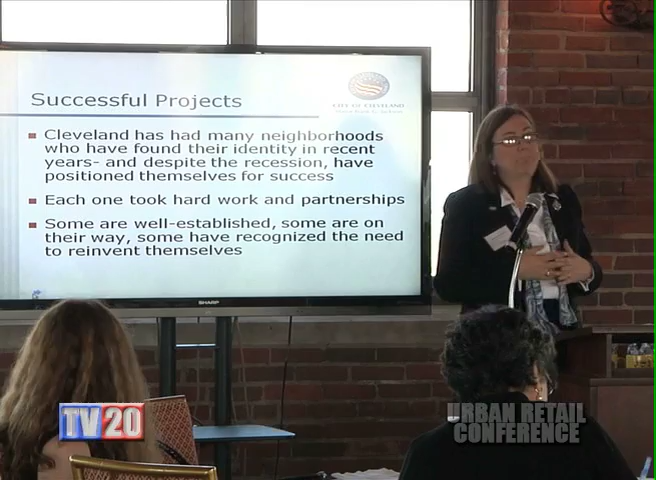 Successful Projects
CITY OF CLEVELAND
Cleveland has had many neighborhoods
who have found their identity in recent
years- and despite the recession, have
positioned themselves for success
Each one took hard work and partnerships
Some are well-established, some are on
their way, some have recognized the need
to reinvent themselves
SHARP
TV20
URBAN RETAIL
CONFERENCE